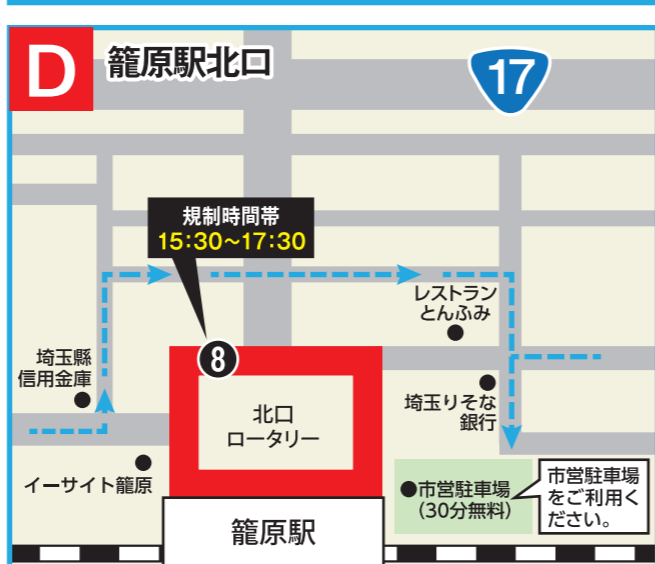 D
籠原駅北口
17
規制時間帯
15:30～17:30
レストラン
とんふみ
8
埼玉縣
信用金庫
北口
ロータリー
埼玉りそな
銀行
イーサイト籠原
市営駐車場
(30分無料)
市営駐車場
をご利用く
ださい。
籠原駅